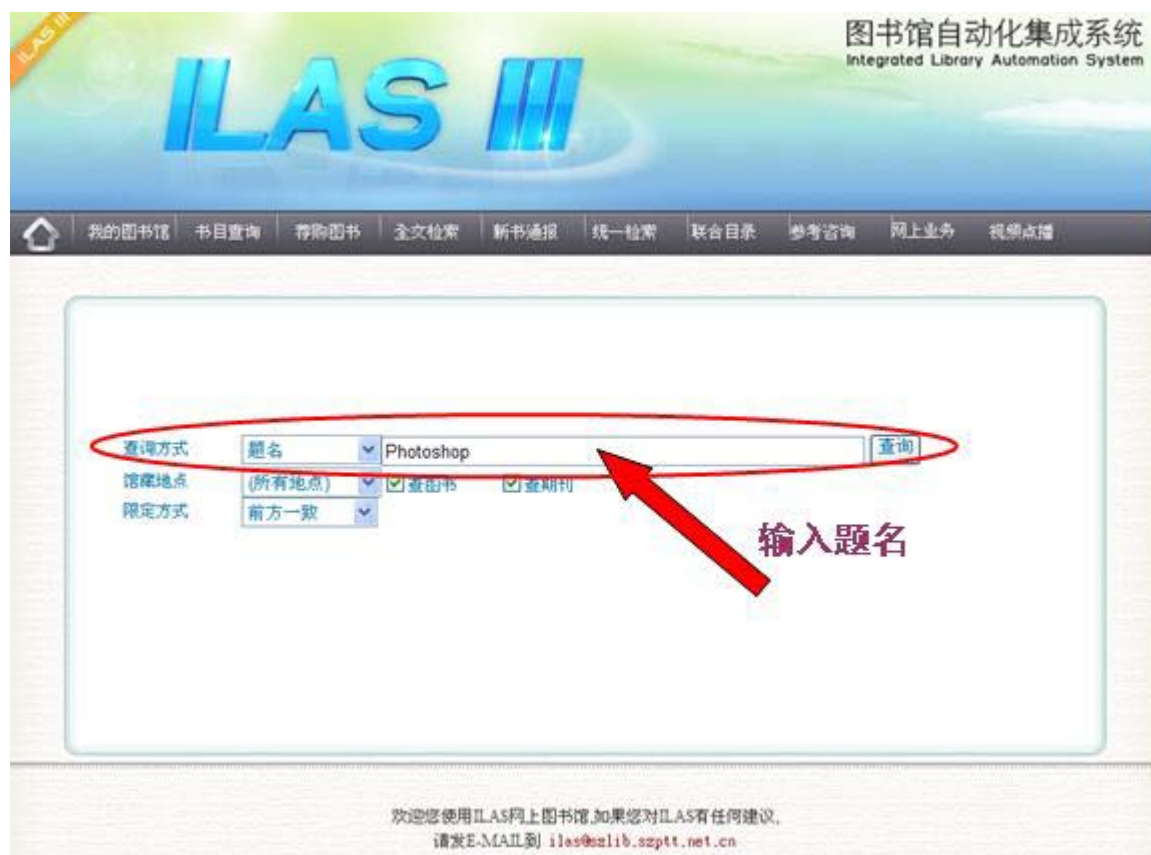 ILAS III
图书馆自动化集成系统
Integrated Library Automation System
ILAS III
我的图书馆 书目查询 荐购图书 全文检索 新书通报 统一检索 联合目录 参考咨询 网上业务 视频点播
查询方式 题名 Photoshop 查询
馆藏地点 (所有地点) 查图书 查期刊
限定方式 前方一致
输入题名
欢迎您使用ILAS网上图书馆,如果您对ILAS有任何建议,
请发E-MAIL到 ilas@szlib.szptt.net.cn